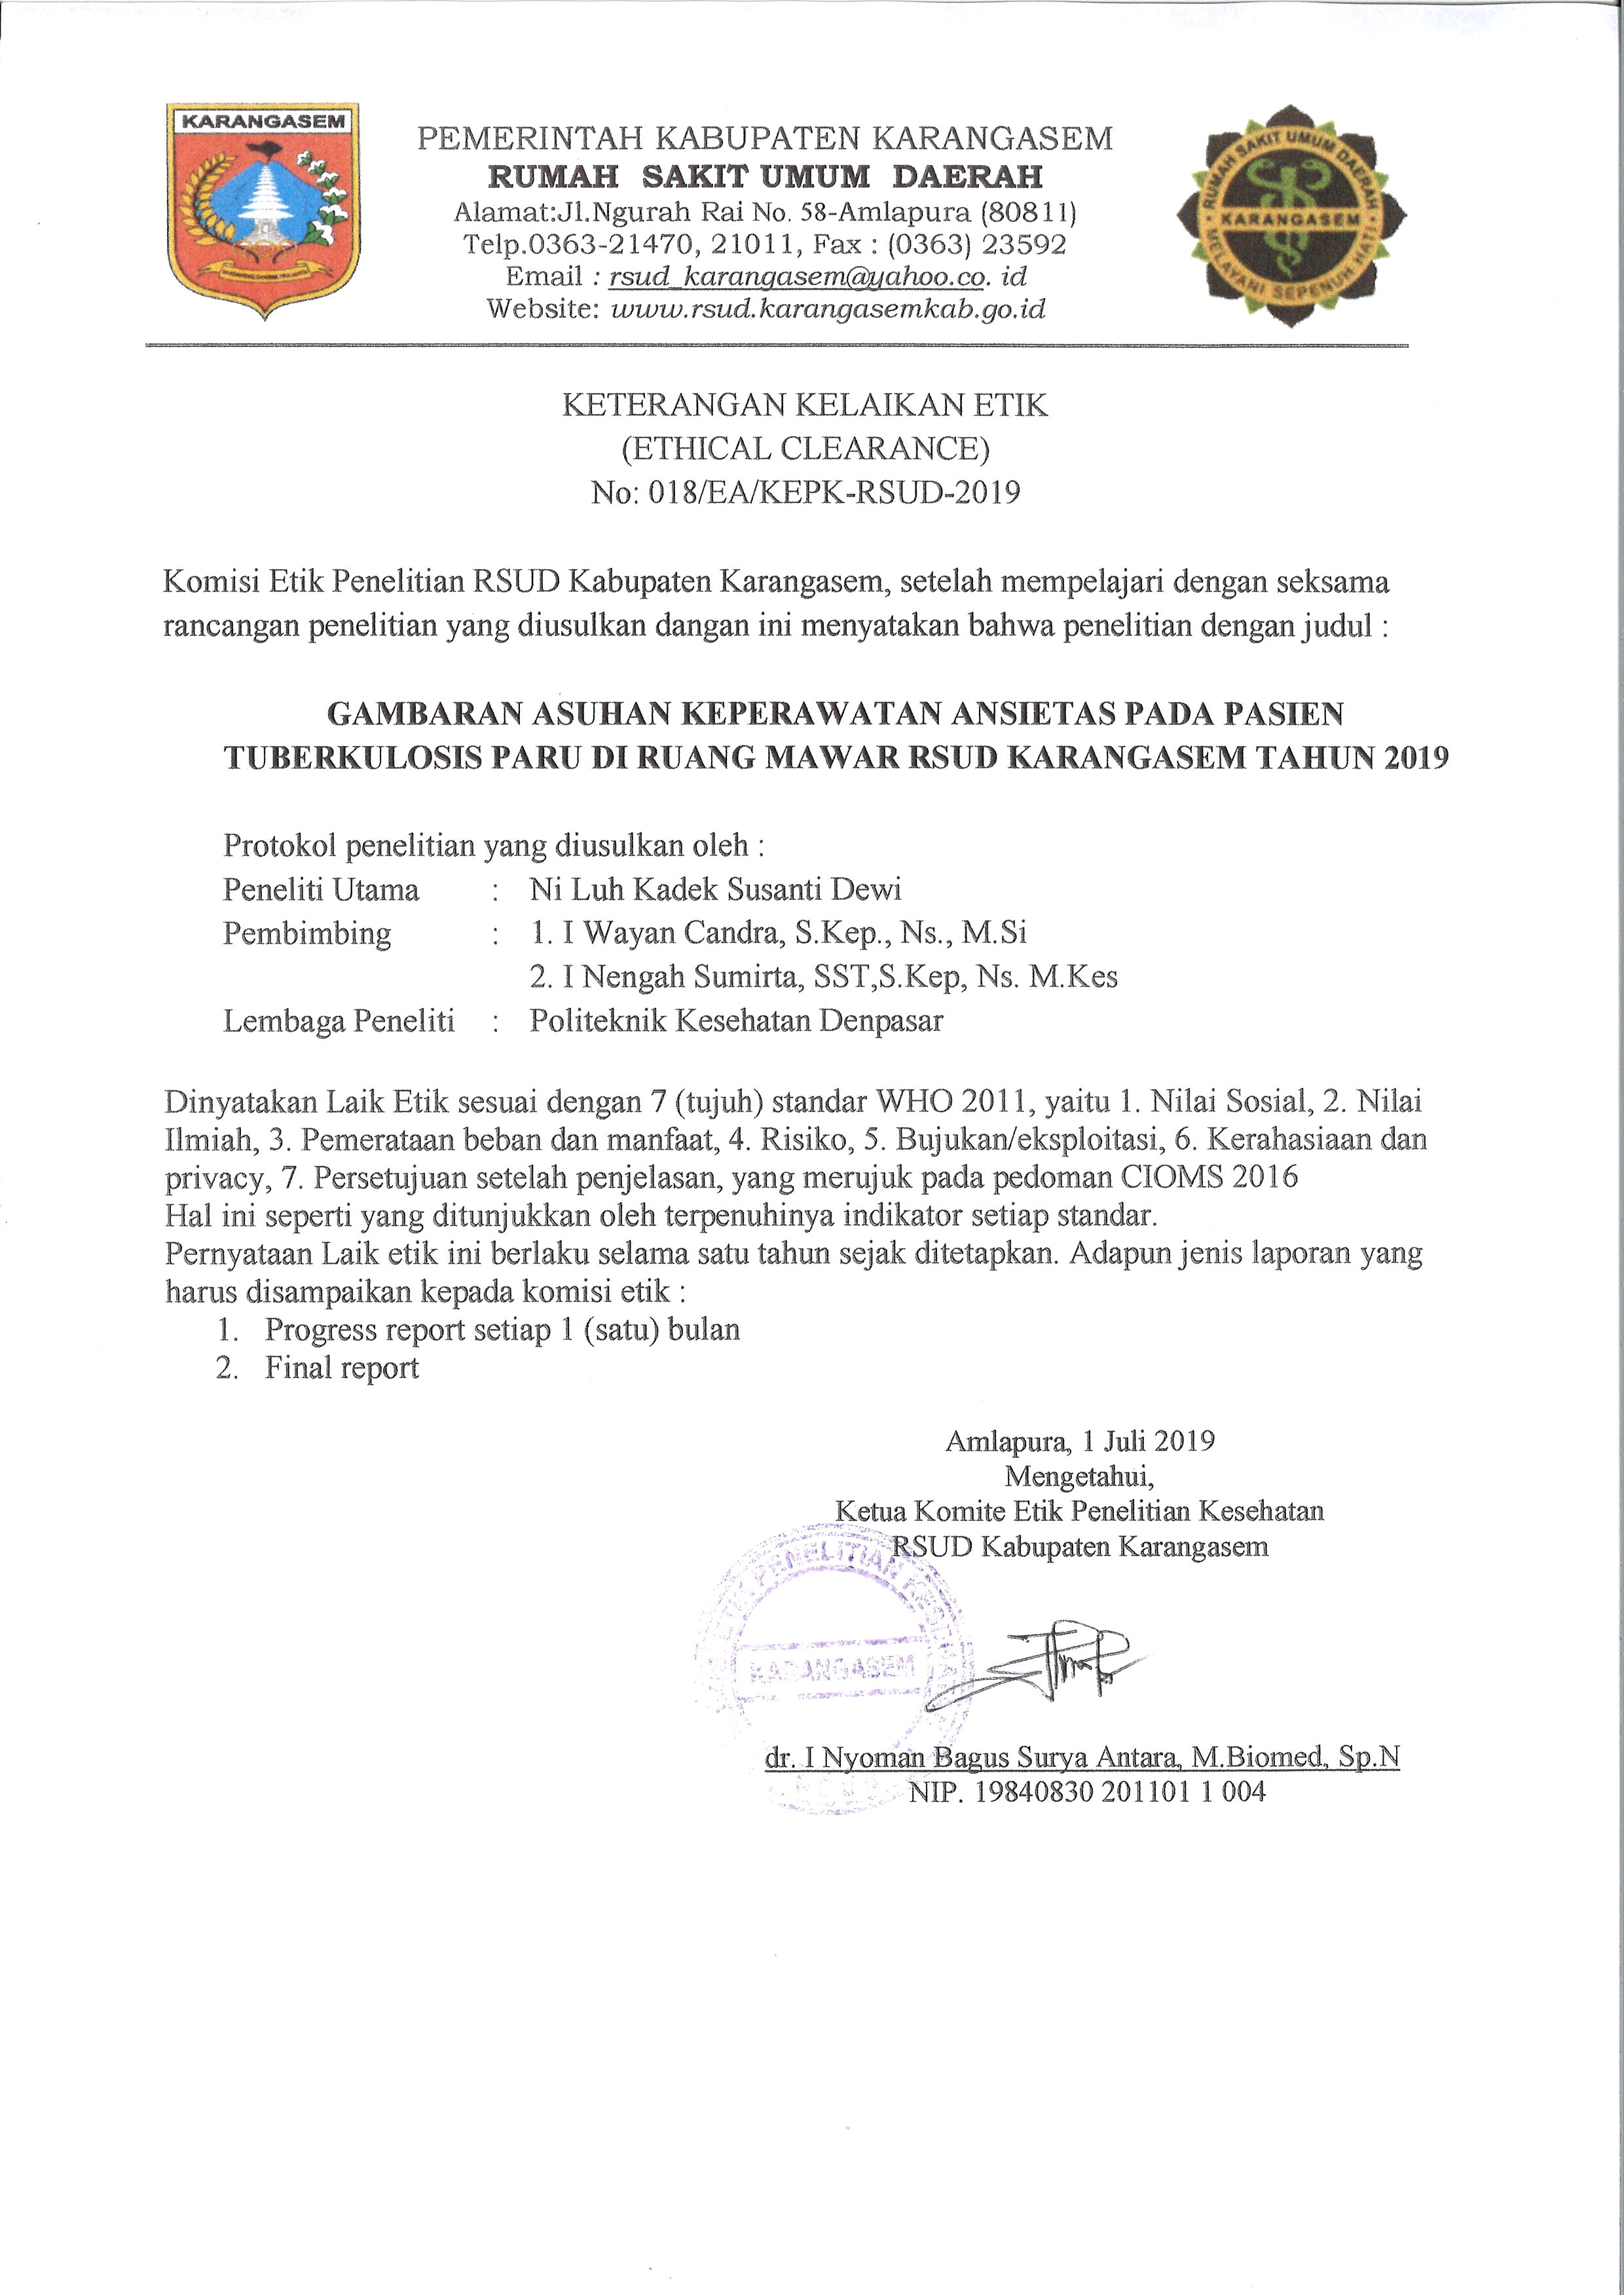 KARANGASEM
PEMERINTAH KABUPATEN KARANGASEM
RUMAH SAKIT UMUM DAERAH
Alamat:Jl.Ngurah Rai No. 58-Amlapura (80811)
Telp.0363-21470, 21011, Fax : (0363) 23592
Email : rsud_karangasem@yahoo.co. id
Website: www.rsud.karangasemkab.go.id
RUMAH SAKIT UMUM DAERAH
KARANGASEM
MELAYANI SEPENUH HATI
KETERANGAN KELAIKAN ETIK
(ETHICAL CLEARANCE)
No: 018/EA/KEPK-RSUD-2019
Komisi Etik Penelitian RSUD Kabupaten Karangasem, setelah mempelajari dengan seksama
rancangan penelitian yang diusulkan dangan ini menyatakan bahwa penelitian dengan judul :
GAMBARAN ASUHAN KEPERAWATAN ANSIETAS PADA PASIEN
TUBERKULOSIS PARU DI RUANG MAWAR RSUD KARANGASEM TAHUN 2019
Protokol penelitian yang diusulkan oleh :
Peneliti Utama : Ni Luh Kadek Susanti Dewi
Pembimbing : 1. I Wayan Candra, S.Kep., Ns., M.Si
2. I Nengah Sumirta, SST,S.Kep, Ns. M.Kes
Lembaga Peneliti : Politeknik Kesehatan Denpasar
Dinyatakan Laik Etik sesuai dengan 7 (tujuh) standar WHO 2011, yaitu 1. Nilai Sosial, 2. Nilai
Ilmiah, 3. Pemerataan beban dan manfaat, 4. Risiko, 5. Bujukan/eksploitasi, 6. Kerahasiaan dan
privacy, 7. Persetujuan setelah penjelasan, yang merujuk pada pedoman CIOMS 2016
Hal ini seperti yang ditunjukkan oleh terpenuhinya indikator setiap standar.
Pernyataan Laik etik ini berlaku selama satu tahun sejak ditetapkan. Adapun jenis laporan yang
harus disampaikan kepada komisi etik :
1. Progress report setiap 1 (satu) bulan
2. Final report
Amlapura, 1 Juli 2019
Mengetahui,
Ketua Komite Etik Penelitian Kesehatan
RSUD Kabupaten Karangasem
ETIK PENELITIAN
KARANGASEM
dr. I Nyoman Bagus Surya Antara, M.Biomed, Sp.N
NIP. 19840830 201101 1 004